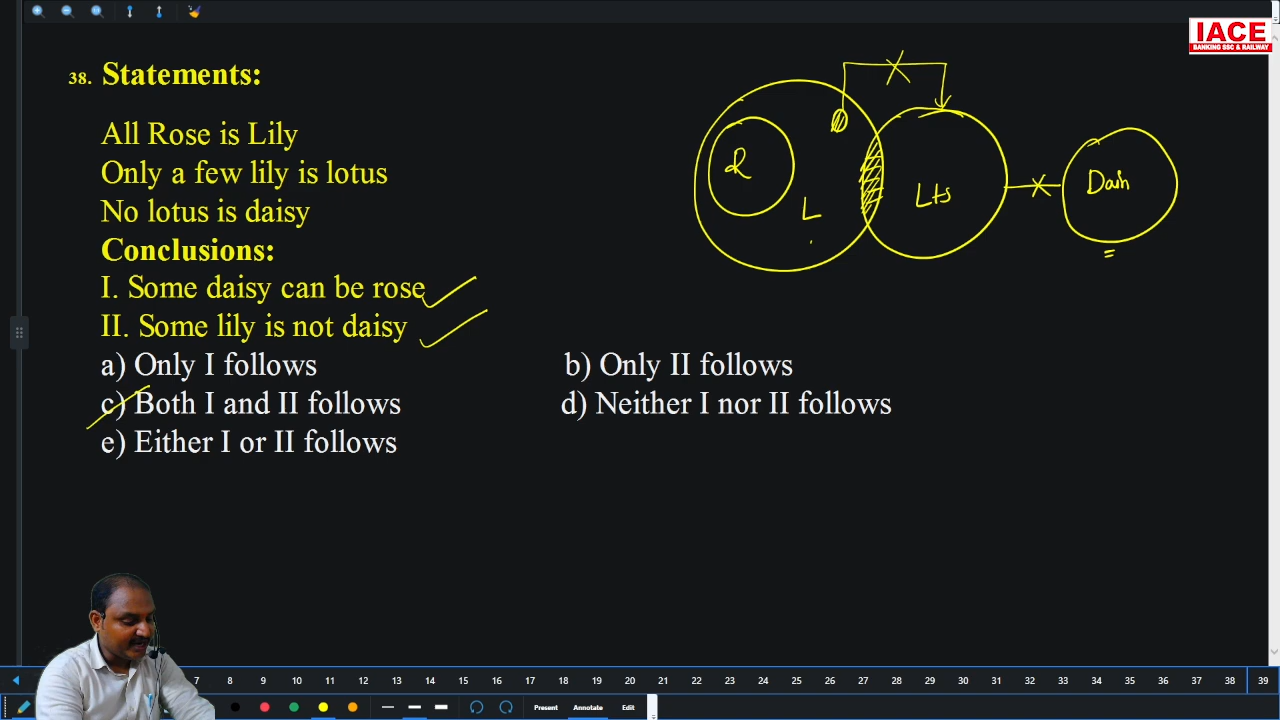 IACE
BANKING SSC & RAILWAY
38. Statements:
All Rose is Lily
Only a few lily is lotus
No lotus is daisy
Conclusions:
I. Some daisy can be rose
II. Some lily is not daisy
a) Only I follows
b) Only II follows
c) Both I and II follows
d) Neither I nor II follows
e) Either I or II follows
R
L
Lts
7 8 9 10 11 12 13 14 15 16 17 18 19 20 21 22 23 24 25 26 27 28 29 30 31 32 33 34 35 36 37 38 39
Present Annotate Edit